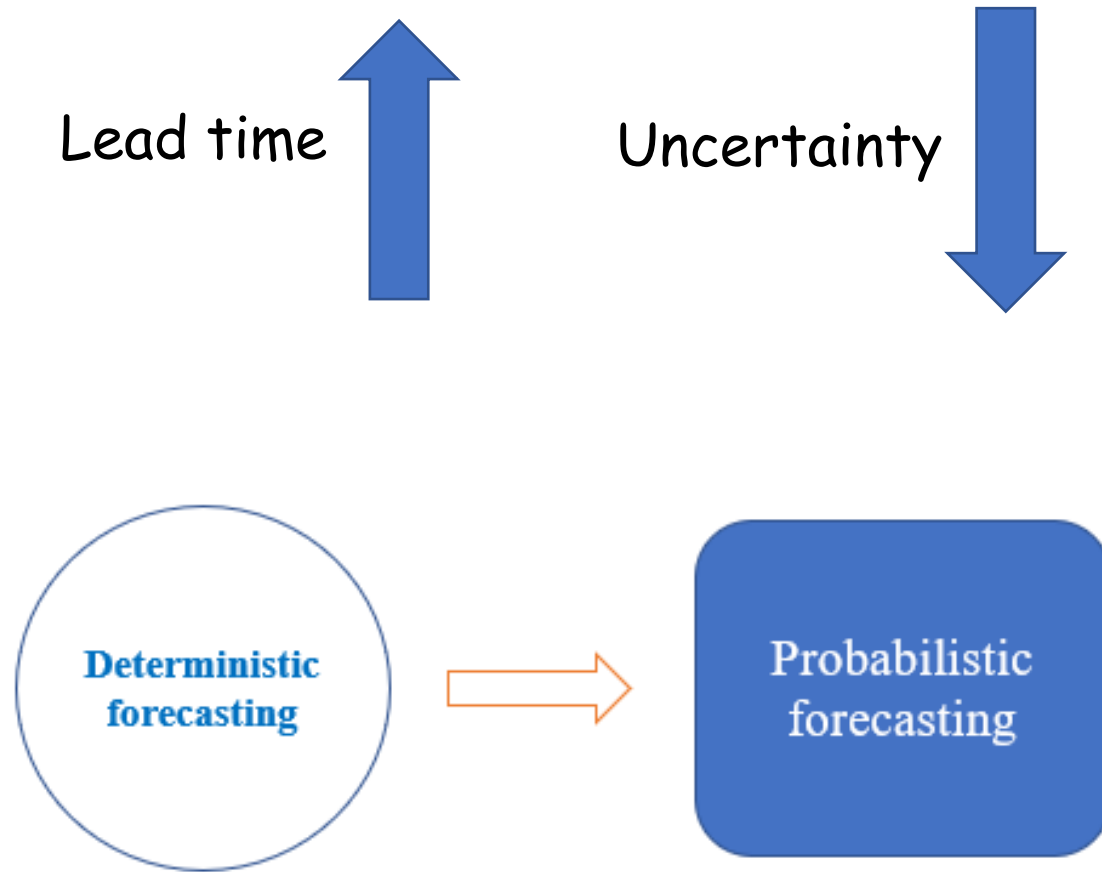 Lead time
Uncertainty
Deterministic
forecasting
Probabilistic
forecasting